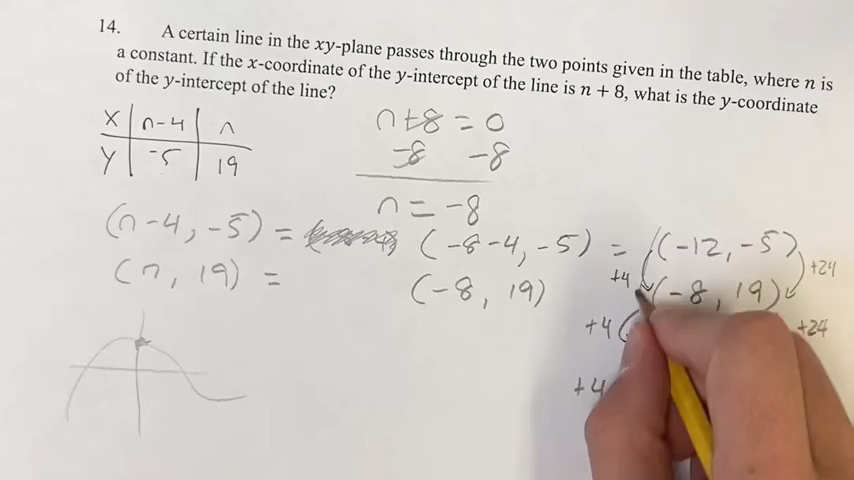 14. A certain line in the xy-plane passes through the two points given in the table, where n is
a constant. If the x-coordinate of the y-intercept of the line is n + 8, what is the y-coordinate
of the y-intercept of the line?
x | n-4 | n
y | -5 | 19
n+8 = 0
-8 -8
n = -8
(n-4, -5) = (-8-4, -5) = (-12, -5)
+24
(n, 19) = (-8, 19) +4 (-8, 19)
+4 ( +24
+4